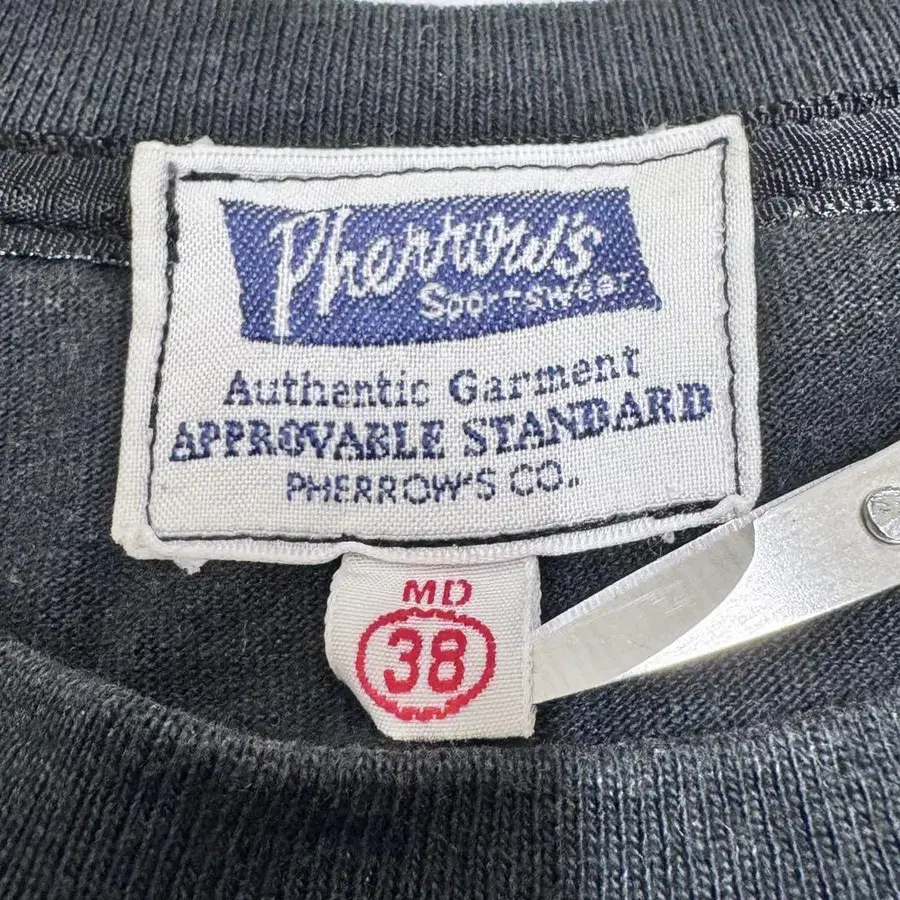 Pherrow's
Sportswear
Authentic Garment
APPROVABLE STANDARD
PHERROW'S CO.
MD
38